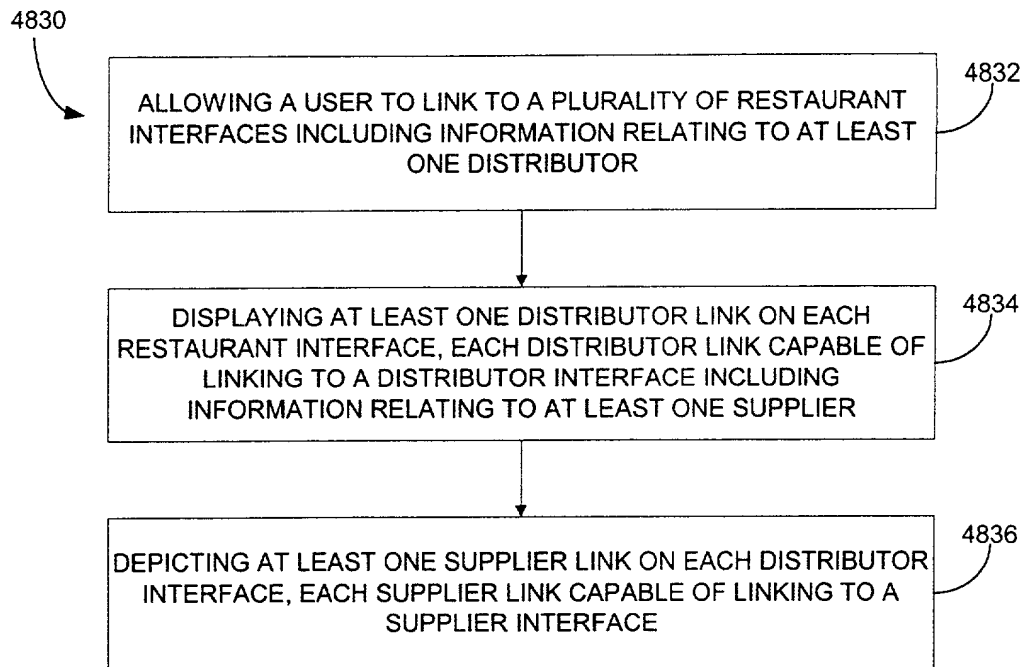 4830
4832
ALLOWING A USER TO LINK TO A PLURALITY OF RESTAURANT
INTERFACES INCLUDING INFORMATION RELATING TO AT LEAST
ONE DISTRIBUTOR
4834
DISPLAYING AT LEAST ONE DISTRIBUTOR LINK ON EACH
RESTAURANT INTERFACE, EACH DISTRIBUTOR LINK CAPABLE OF
LINKING TO A DISTRIBUTOR INTERFACE INCLUDING
INFORMATION RELATING TO AT LEAST ONE SUPPLIER
4836
DEPICTING AT LEAST ONE SUPPLIER LINK ON EACH DISTRIBUTOR
INTERFACE, EACH SUPPLIER LINK CAPABLE OF LINKING TO A
SUPPLIER INTERFACE